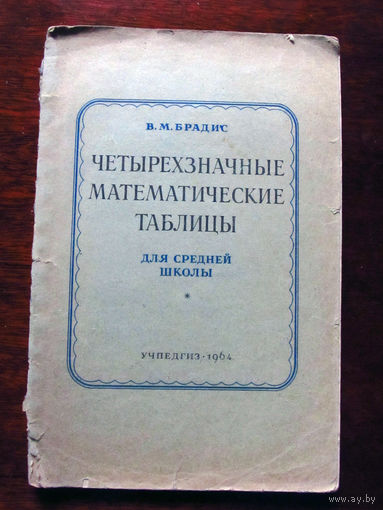 В. М. БРАДИС
ЧЕТЫРЕХЗНАЧНЫЕ
МАТЕМАТИЧЕСКИЕ
ТАБЛИЦЫ
ДЛЯ СРЕДНЕЙ
ШКОЛЫ
*
УЧПЕДГИЗ · 1964
ay.by